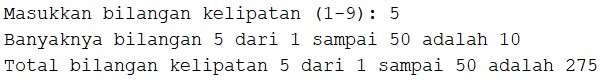 Masukkan bilangan kelipatan (1-9): 5
Banyaknya bilangan 5 dari 1 sampai 50 adalah 10
Total bilangan kelipatan 5 dari 1 sampai 50 adalah 275